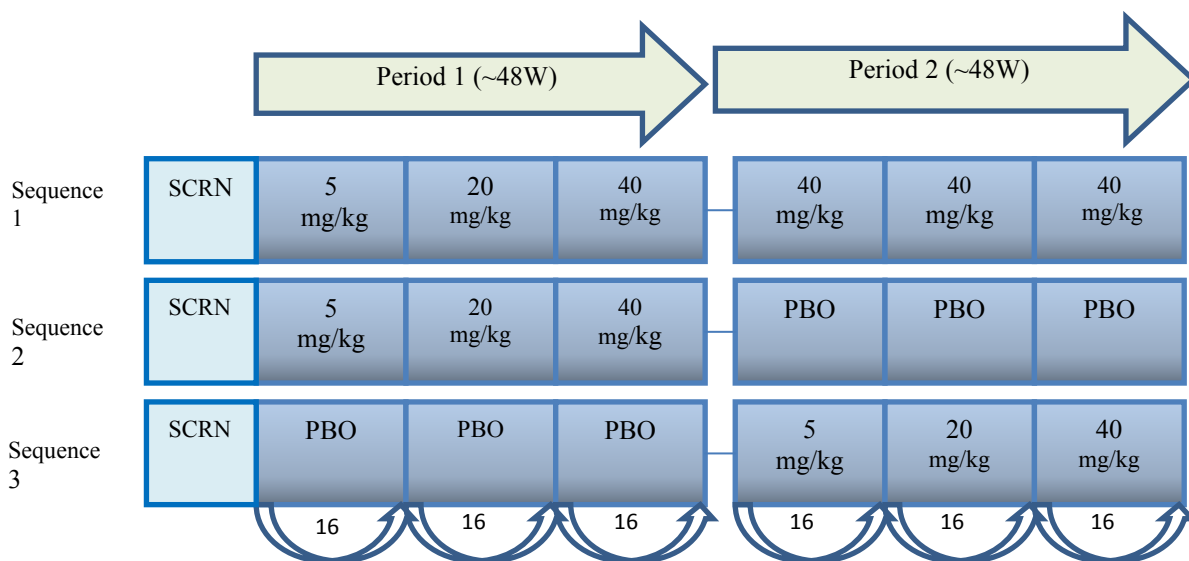 Period 1 (~48W)
Period 2 (~48W)
Sequence
1
SCRN
5
mg/kg
20
mg/kg
40
mg/kg
40
mg/kg
40
mg/kg
40
mg/kg
Sequence
2
SCRN
5
mg/kg
20
mg/kg
40
mg/kg
PBO
PBO
PBO
Sequence
3
SCRN
PBO
PBO
PBO
5
mg/kg
20
mg/kg
40
mg/kg
16
16
16
16
16
16